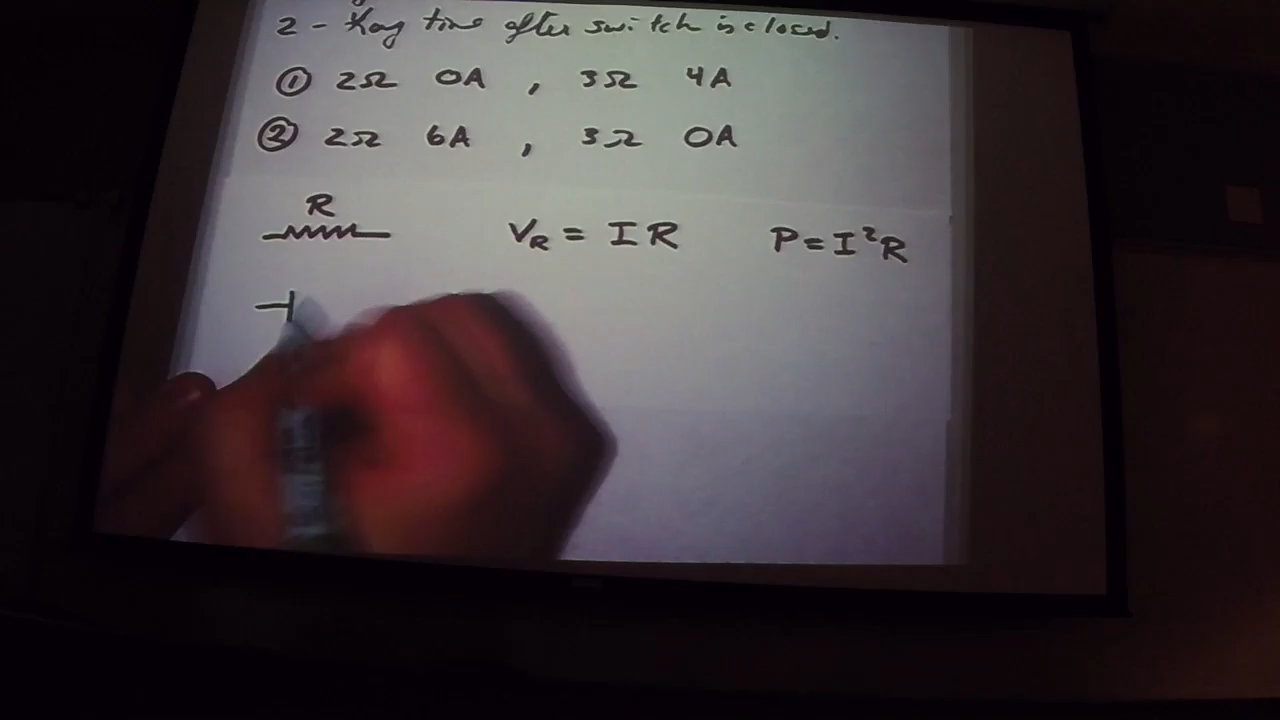 2 - Long time after switch is closed.
① 2Ω 0A , 3Ω 4A
② 2Ω 6A , 3Ω 0A
R
V_R = IR P = I²R